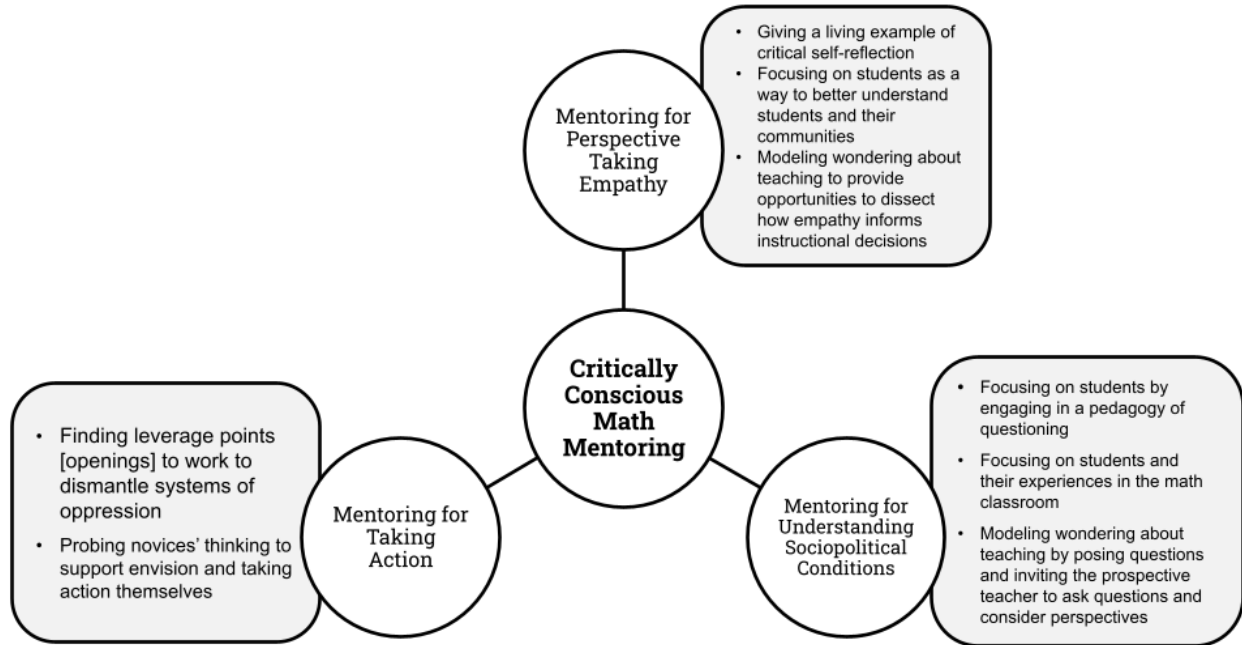 Mentoring for
Perspective
Taking
Empathy
• Giving a living example of
critical self-reflection
• Focusing on students as a
way to better understand
students and their
communities
• Modeling wondering about
teaching to provide
opportunities to dissect
how empathy informs
instructional decisions
Critically
Conscious
Math
Mentoring
• Finding leverage points
[openings] to work to
dismantle systems of
oppression
• Probing novices’ thinking to
support envision and taking
action themselves
Mentoring for
Taking
Action
Mentoring for
Understanding
Sociopolitical
Conditions
• Focusing on students by
engaging in a pedagogy of
questioning
• Focusing on students and
their experiences in the math
classroom
• Modeling wondering about
teaching by posing questions
and inviting the prospective
teacher to ask questions and
consider perspectives